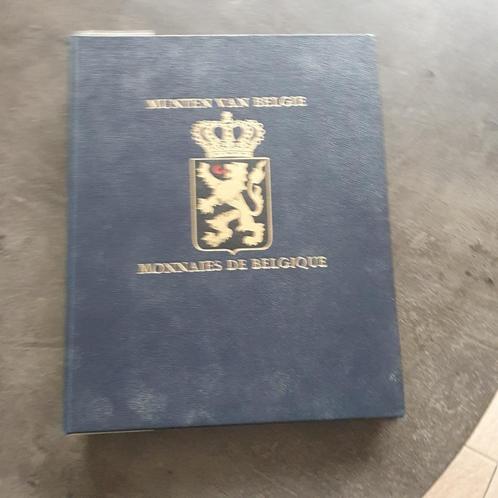 MUNTEN VAN BELGIE
MONNAIES DE BELGIQUE